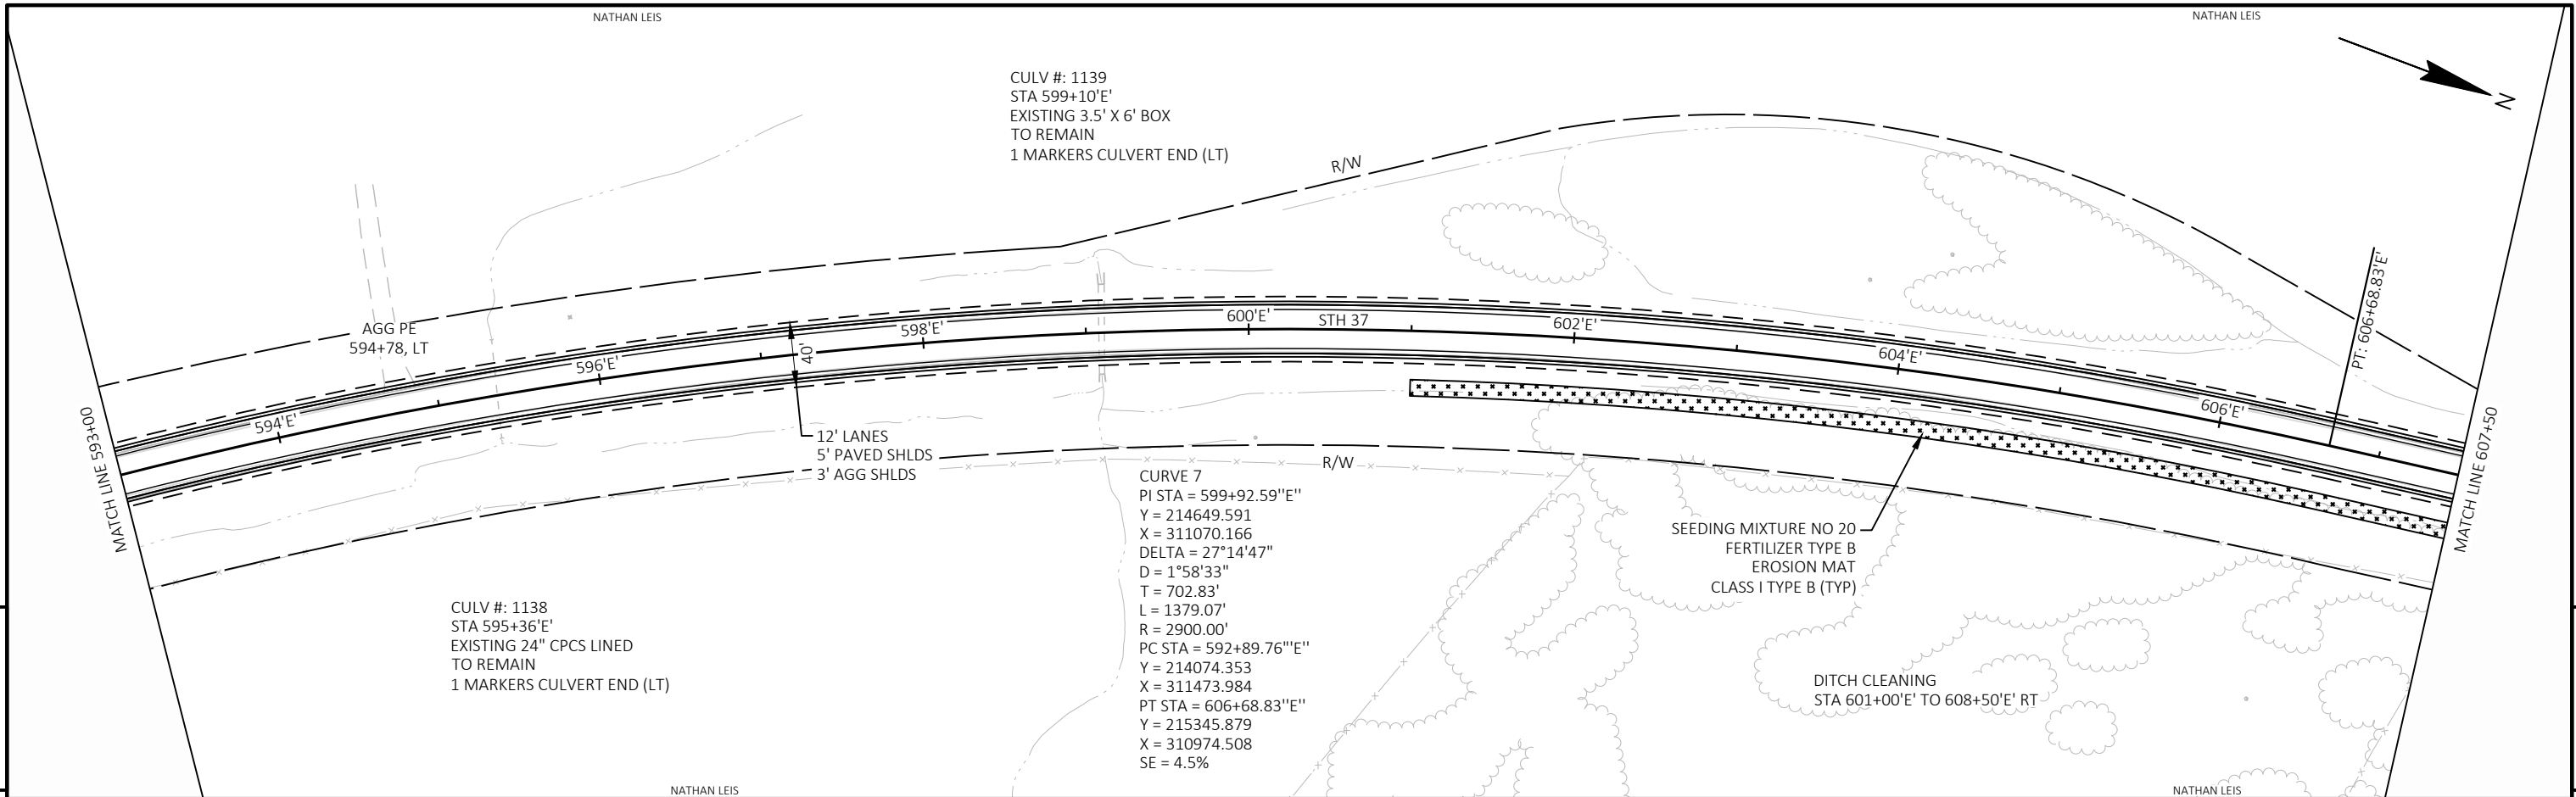 NATHAN LEIS
NATHAN LEIS
N
CULV #: 1139
STA 599+10'E'
EXISTING 3.5' X 6' BOX
TO REMAIN
1 MARKERS CULVERT END (LT)
R/W
PT: 606+68.83'E'
AGG PE
594+78, LT
594'E'
596'E'
598'E'
600'E'
STH 37
602'E'
604'E'
606'E'
40'
MATCH LINE 593+00
MATCH LINE 607+50
12' LANES
5' PAVED SHLDS
3' AGG SHLDS
R/W
CURVE 7
PI STA = 599+92.59"E"
Y = 214649.591
X = 311070.166
DELTA = 27°14'47"
D = 1°58'33"
T = 702.83'
L = 1379.07'
R = 2900.00'
PC STA = 592+89.76"'E"
Y = 214074.353
X = 311473.984
PT STA = 606+68.83"E"
Y = 215345.879
X = 310974.508
SE = 4.5%
SEEDING MIXTURE NO 20
FERTILIZER TYPE B
EROSION MAT
CLASS I TYPE B (TYP)
CULV #: 1138
STA 595+36'E'
EXISTING 24" CPCS LINED
TO REMAIN
1 MARKERS CULVERT END (LT)
DITCH CLEANING
STA 601+00'E' TO 608+50'E' RT
NATHAN LEIS
NATHAN LEIS